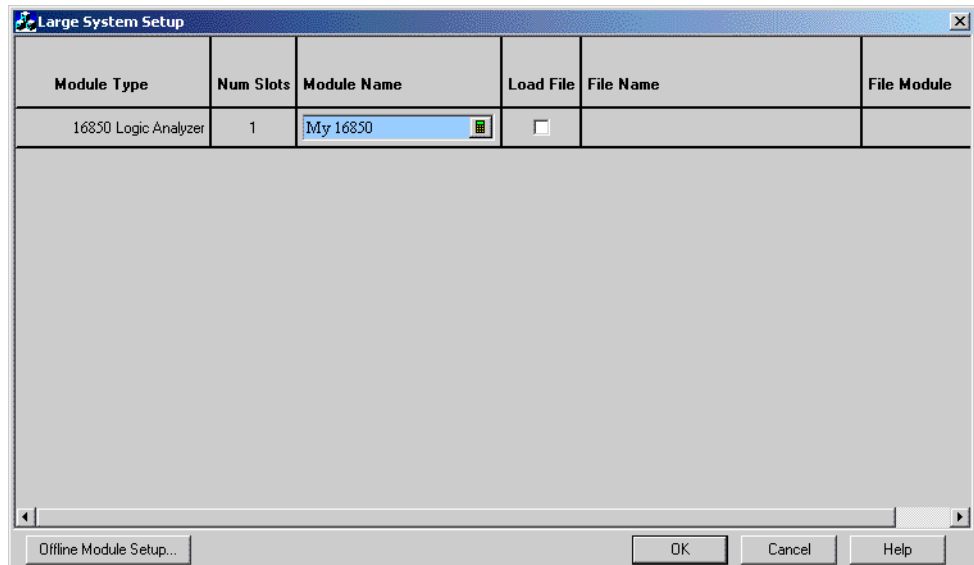 Large System Setup
Module Type Num Slots Module Name Load File File Name File Module
16850 Logic Analyzer 1 My 16850
Offline Module Setup... OK Cancel Help